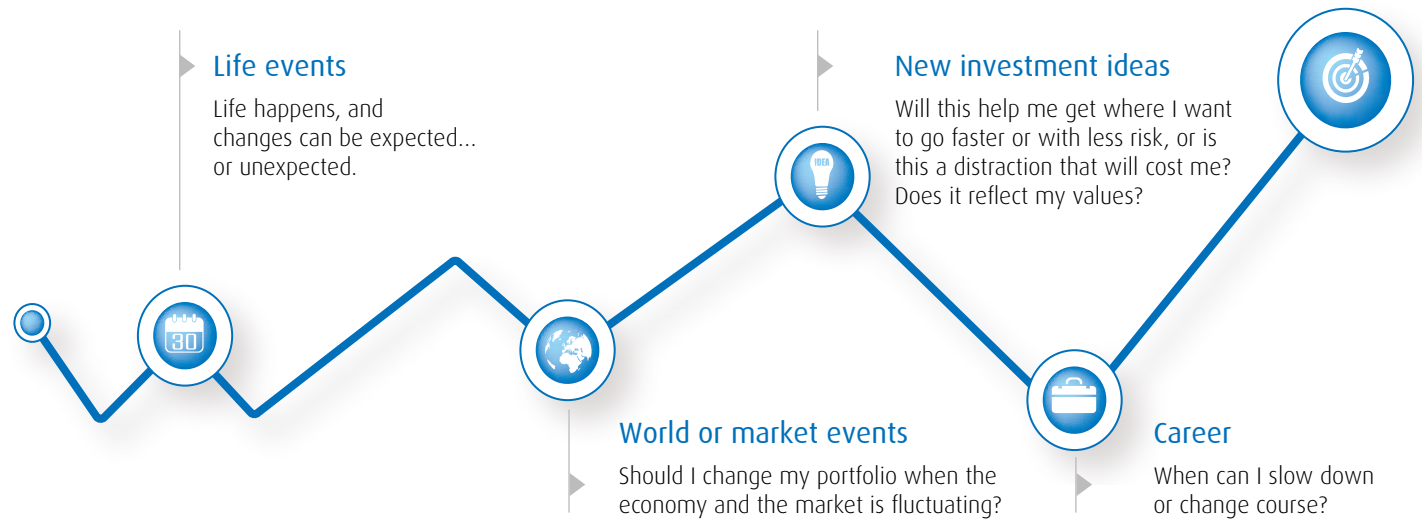 Life events
Life happens, and
changes can be expected...
or unexpected.
30
World or market events
Should I change my portfolio when the
economy and the market is fluctuating?
IDEA
New investment ideas
Will this help me get where I want
to go faster or with less risk, or is
this a distraction that will cost me?
Does it reflect my values?
Career
When can I slow down
or change course?